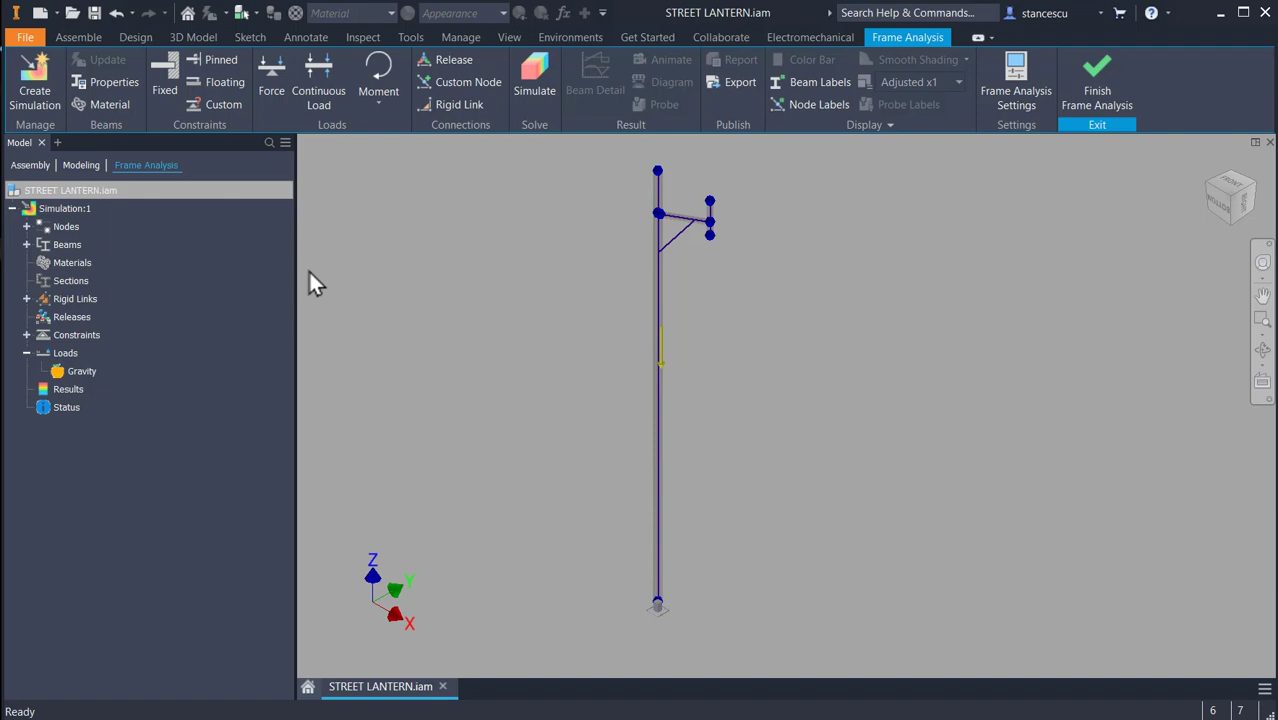 Material
Appearance
STREET LANTERN.iam
Search Help & Commands...
stancescu
File
Assemble
Design
3D Model
Sketch
Annotate
Inspect
Tools
Manage
View
Environments
Get Started
Collaborate
Electromechanical
Frame Analysis
Create
Simulation
Update
Properties
Material
Fixed
Pinned
Floating
Custom
Force
Continuous
Load
Moment
Release
Custom Node
Rigid Link
Simulate
Beam Detail
Animate
Diagram
Probe
Report
Export
Color Bar
Beam Labels
Node Labels
Smooth Shading
Adjusted x1
Probe Labels
Frame Analysis
Settings
Finish
Frame Analysis
Manage
Beams
Constraints
Loads
Connections
Solve
Result
Publish
Display
Settings
Exit
Model
Assembly
Modeling
Frame Analysis
STREET LANTERN.iam
Simulation:1
Nodes
Beams
Materials
Sections
Rigid Links
Releases
Constraints
Loads
Gravity
Results
Status
FRONT
BOTTOM
Z
Y
X
STREET LANTERN.iam
Ready
6
7